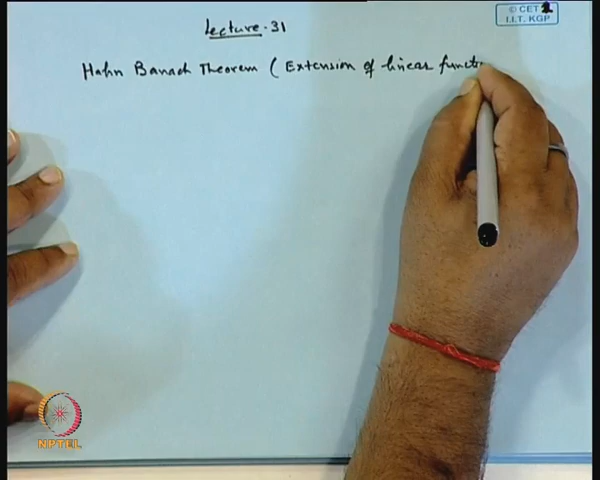 © CET
I.I.T. KGP
Lecture-31
Hahn Banach Theorem ( Extension of linear functi
NPTEL